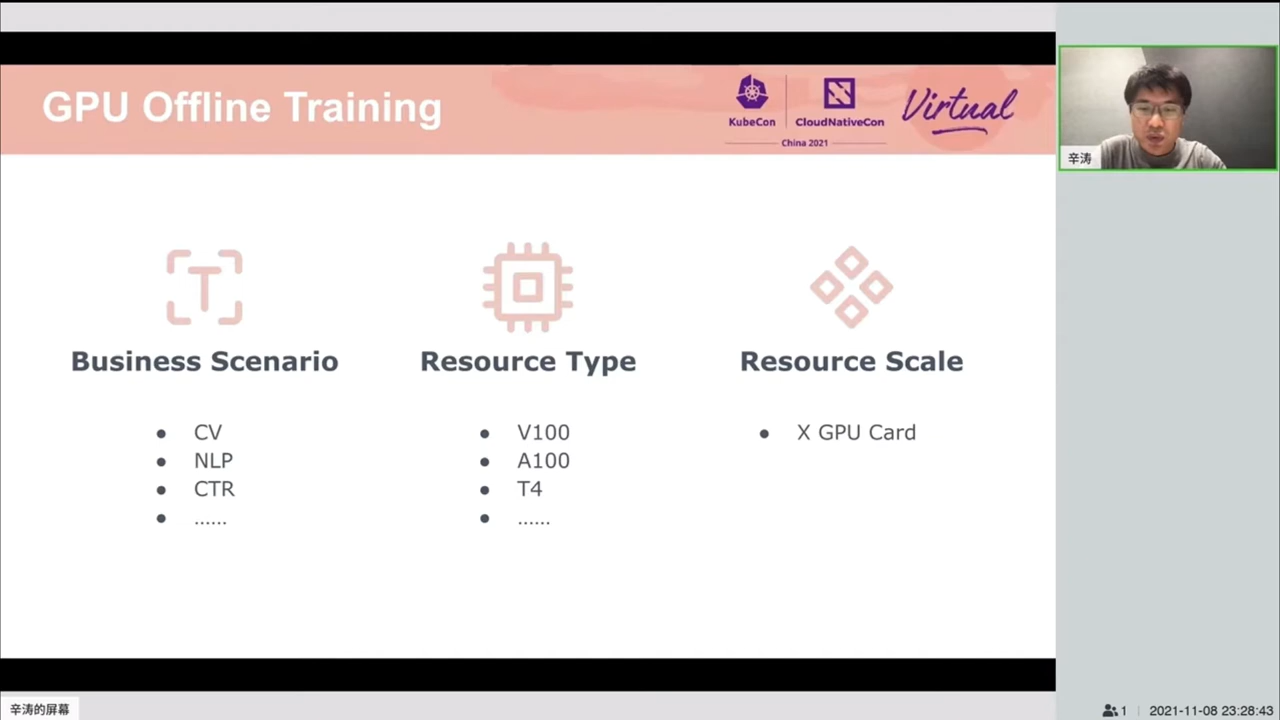 GPU Offline Training
KubeCon
CloudNativeCon
China 2021
Virtual
辛涛
T
Business Scenario
• CV
• NLP
• CTR
• ......
Resource Type
• V100
• A100
• T4
• ......
Resource Scale
• X GPU Card
辛涛的屏幕
1
2021-11-08 23:28:43